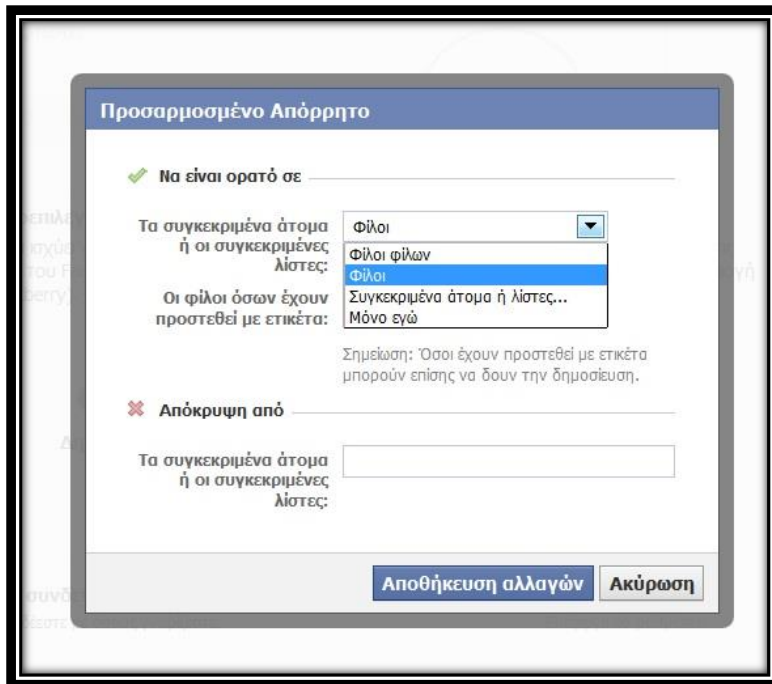 Προσαρμοσμένο Απόρρητο
Να είναι ορατό σε
Τα συγκεκριμένα άτομα
ή οι συγκεκριμένες
λίστες:
Φίλοι
Φίλοι φίλων
Φίλοι
Συγκεκριμένα άτομα ή λίστες...
Μόνο εγώ
Οι φίλοι όσων έχουν
προστεθεί με ετικέτα:
Σημείωση: Όσοι έχουν προστεθεί με ετικέτα
μπορούν επίσης να δουν την δημοσίευση.
Απόκρυψη από
Τα συγκεκριμένα άτομα
ή οι συγκεκριμένες
λίστες:
Αποθήκευση αλλαγών
Ακύρωση